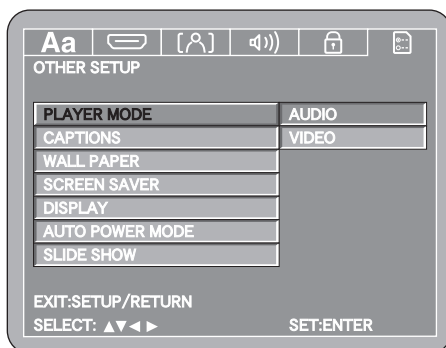 Aa
OTHER SETUP
PLAYER MODE AUDIO
CAPTIONS VIDEO
WALL PAPER
SCREEN SAVER
DISPLAY
AUTO POWER MODE
SLIDE SHOW
EXIT:SETUP/RETURN
SELECT: ▲▼◀ ▶ SET:ENTER